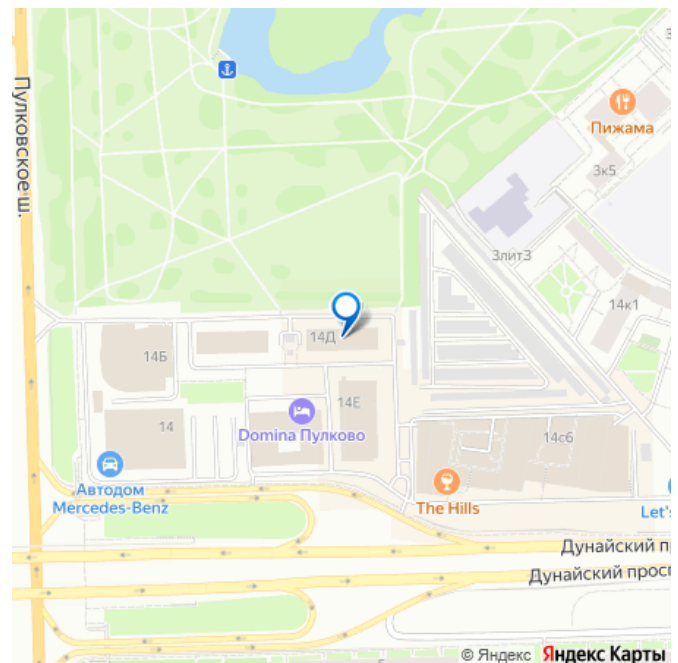 Пулковское ш.
Пижама
3к5
3литЗ
14к1
14Д
14Б
14Е
14
Domina Пулково
14с6
Автодом
Mercedes-Benz
The Hills
Let's
Дунайский п
Дунайский просп
© Яндекс Яндекс Карты